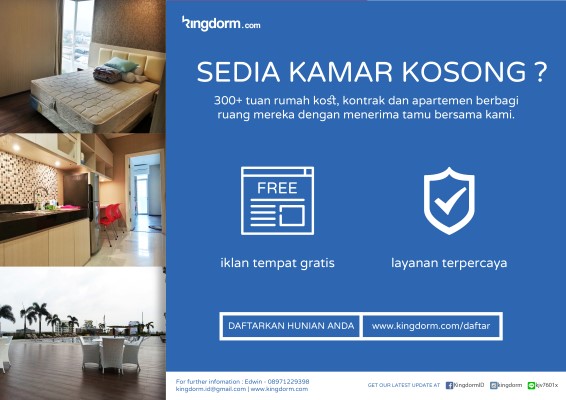 kingdorm.com
SEDIA KAMAR KOSONG ?
300+ tuan rumah kost, kontrak dan apartemen berbagi
ruang mereka dengan menerima tamu bersama kami.
FREE
iklan tempat gratis
layanan terpercaya
DAFTARKAN HUNIAN ANDA
www.kingdorm.com/daftar
For further infomation . Edwin - 08971229398
kingdorm.id@gmail.com | www.kingdorm.com
GET OUR LATEST UPDATE AT
KingdormID
kingdorm
kjv7601x